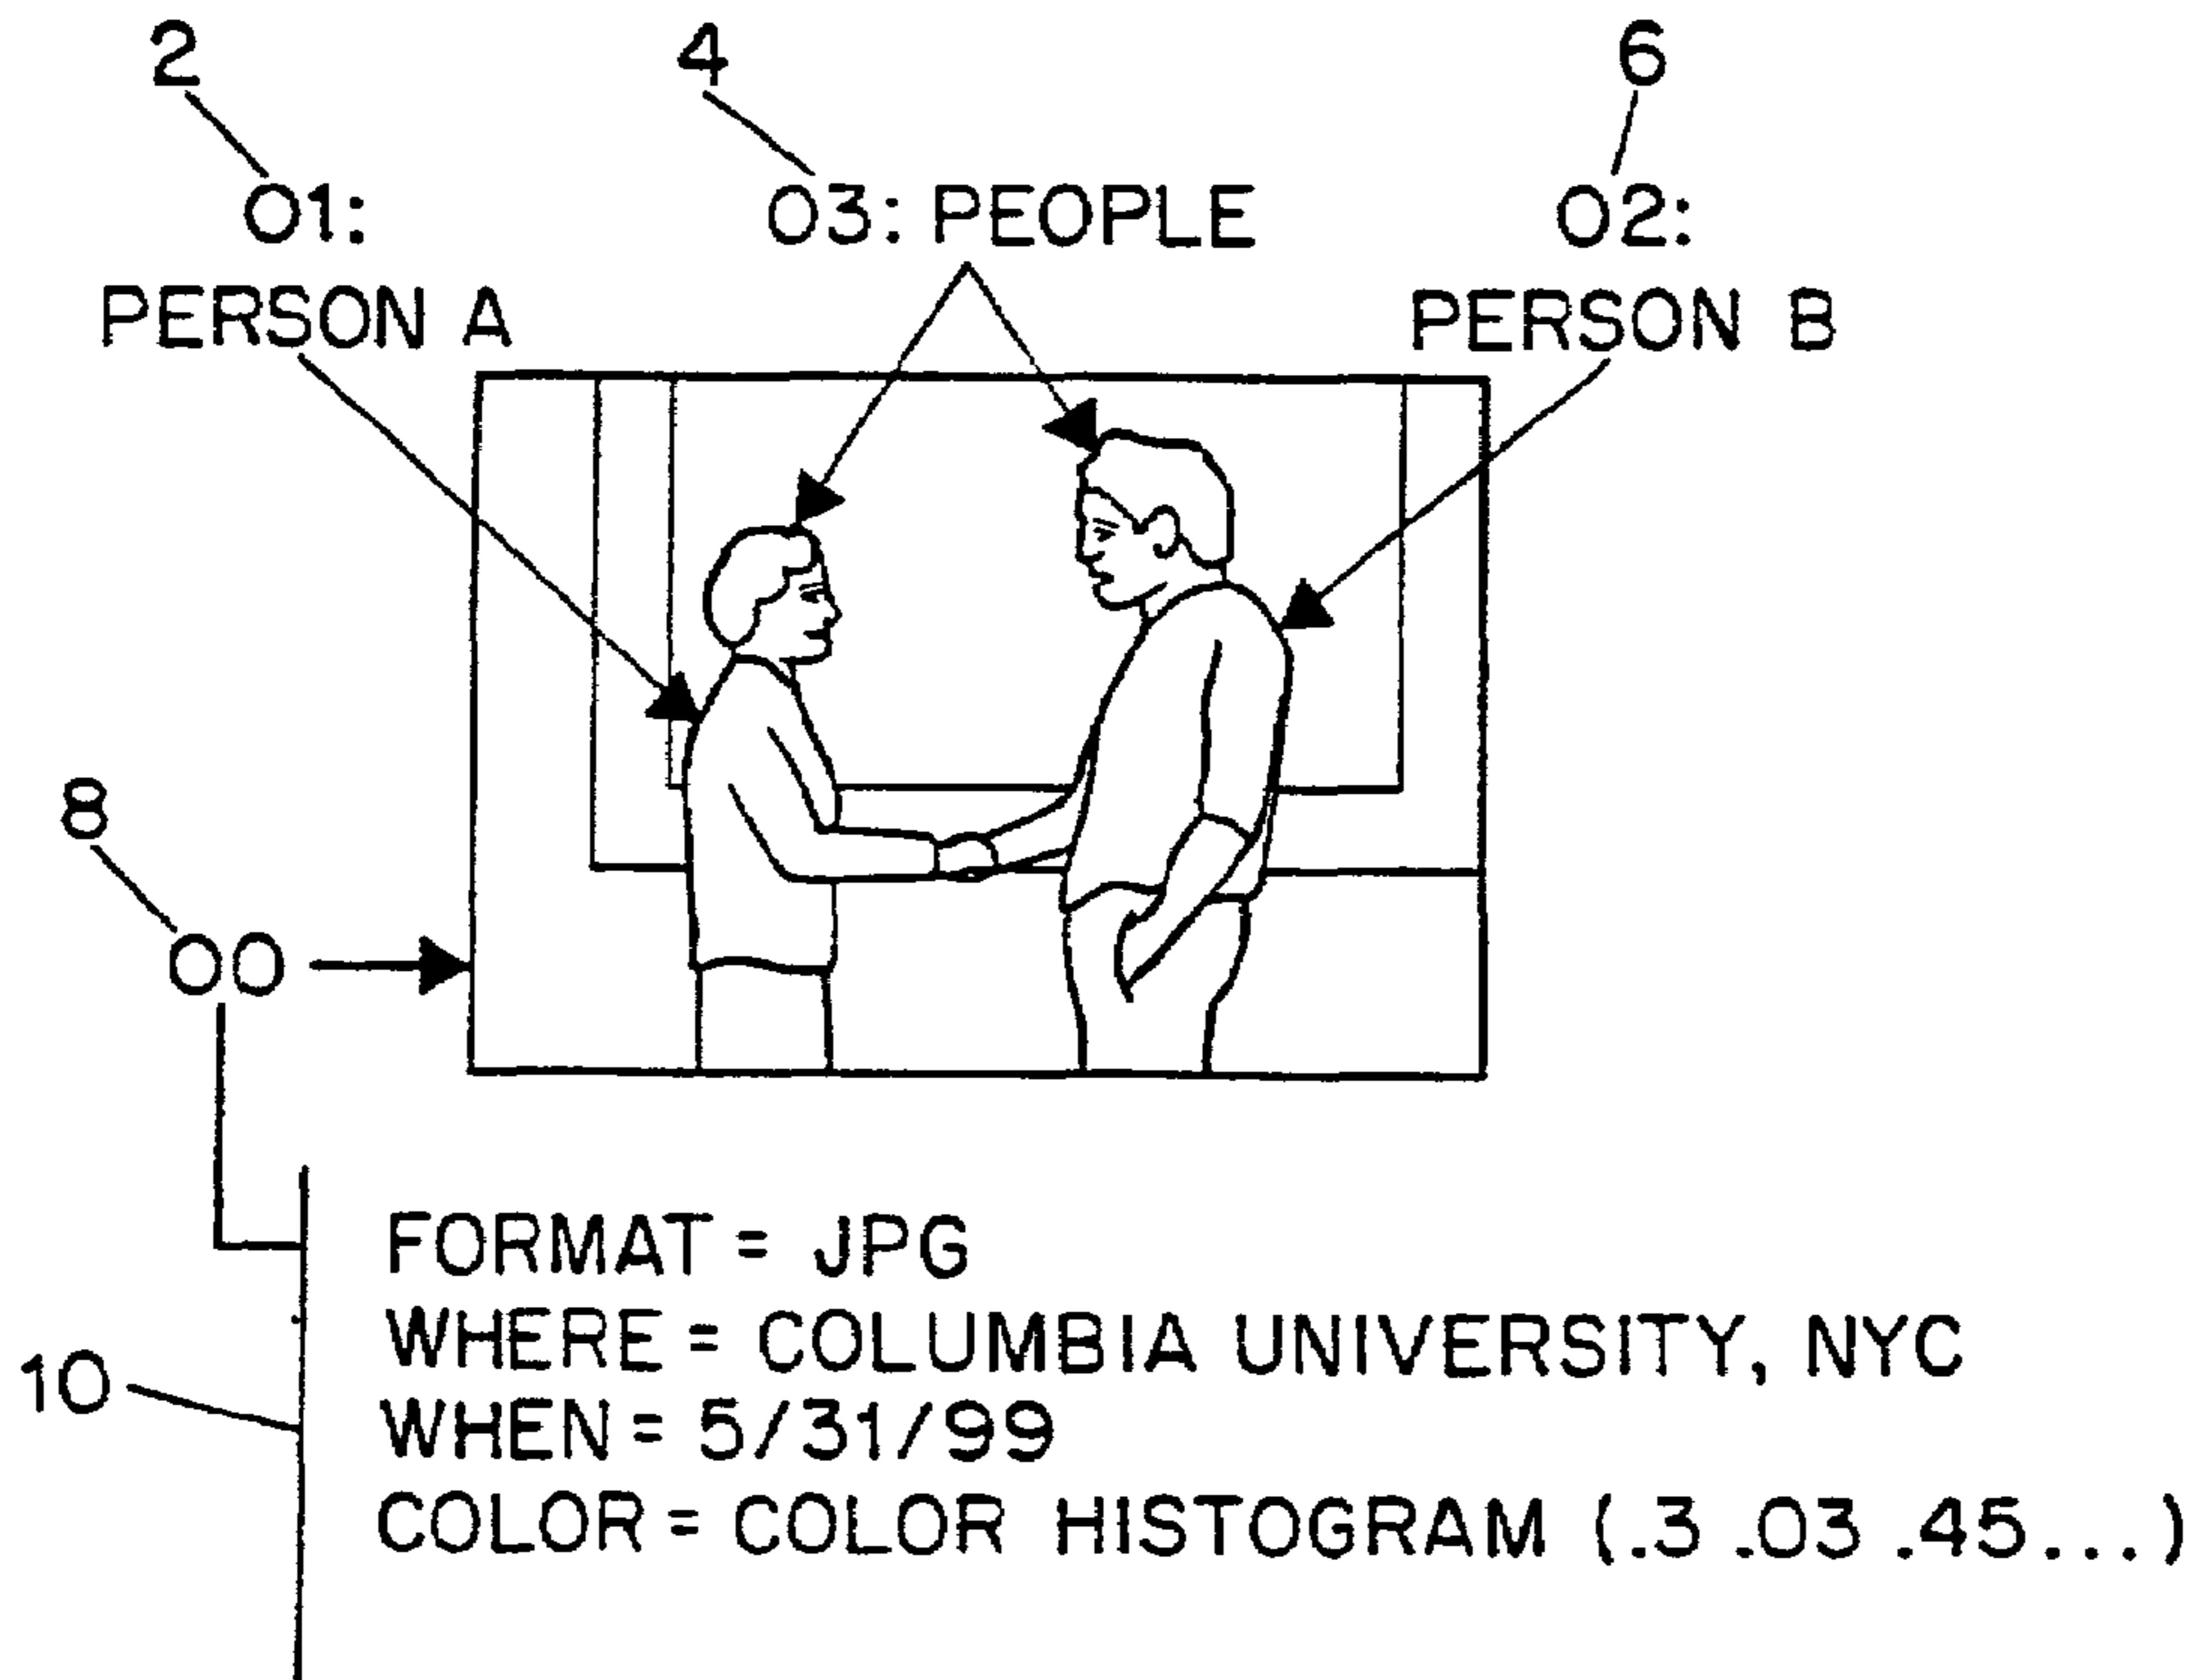 2 4 6
O1: O3: PEOPLE O2:
PERSON A PERSON B
8
OO
FORMAT = JPG
WHERE = COLUMBIA UNIVERSITY, NYC
10
WHEN = 5/31/99
COLOR = COLOR HISTOGRAM (.3 .03 .45...)